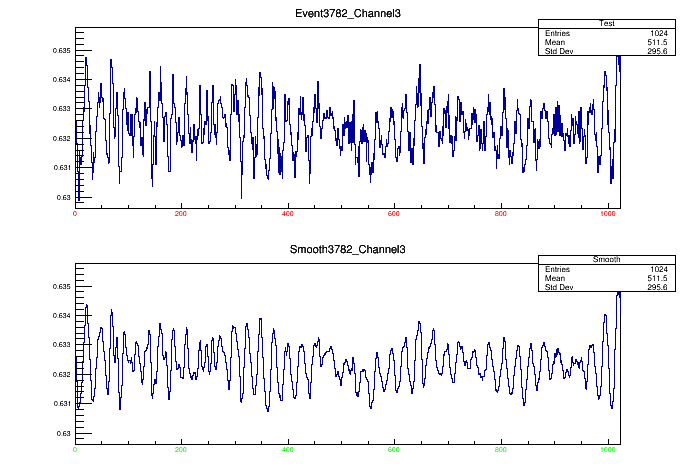 Event3782_Channel3
Test
Entries 1024
Mean 511.5
Std Dev 295.6
0.635
0.634
0.633
0.632
0.631
0.63
0 200 400 600 800 1000
Smooth3782_Channel3
Smooth
Entries 1024
Mean 511.5
Std Dev 295.6
0.635
0.634
0.633
0.632
0.631
0.63
0 200 400 600 800 1000